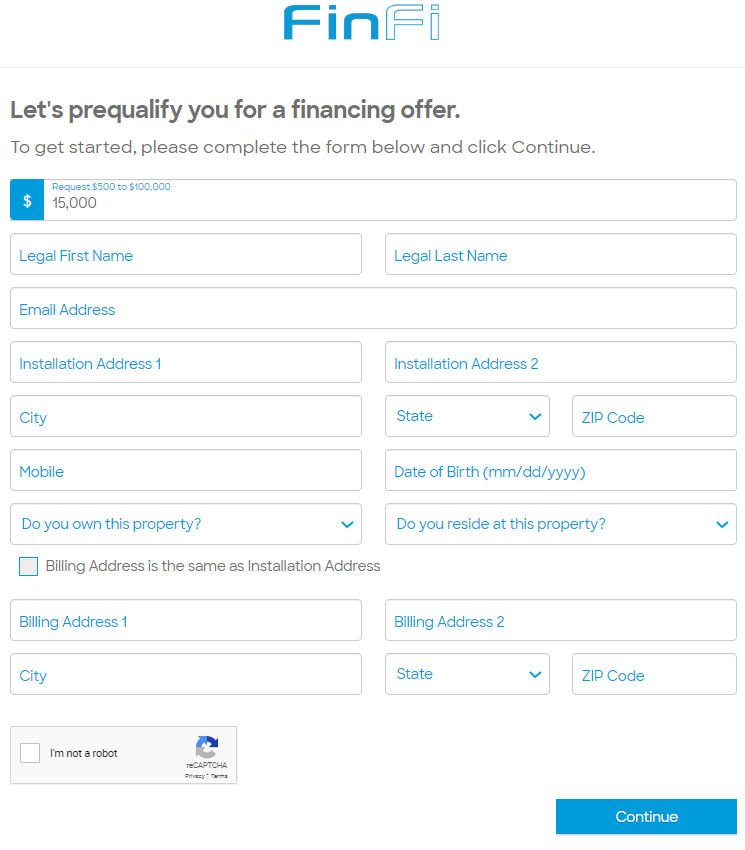 FinFi
Let's prequalify you for a financing offer.
To get started, please complete the form below and click Continue.
Request $500 to $100,000
$ 15,000
Legal First Name Legal Last Name
Email Address
Installation Address 1 Installation Address 2
City State ZIP Code
Mobile Date of Birth (mm/dd/yyyy)
Do you own this property? Do you reside at this property?
Billing Address is the same as Installation Address
Billing Address 1 Billing Address 2
City State ZIP Code
I'm not a robot
reCAPTCHA
Privacy - Terms
Continue